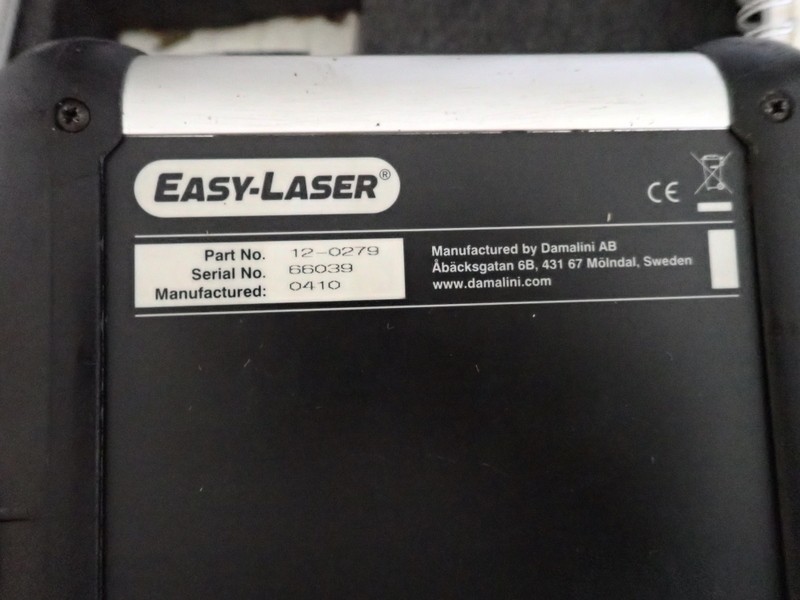 EASY-LASER®
CE
Part No. 12-0279
Serial No. 66039
Manufactured: 0410
Manufactured by Damalini AB
Åbäcksgatan 6B, 431 67 Mölndal, Sweden
www.damalini.com